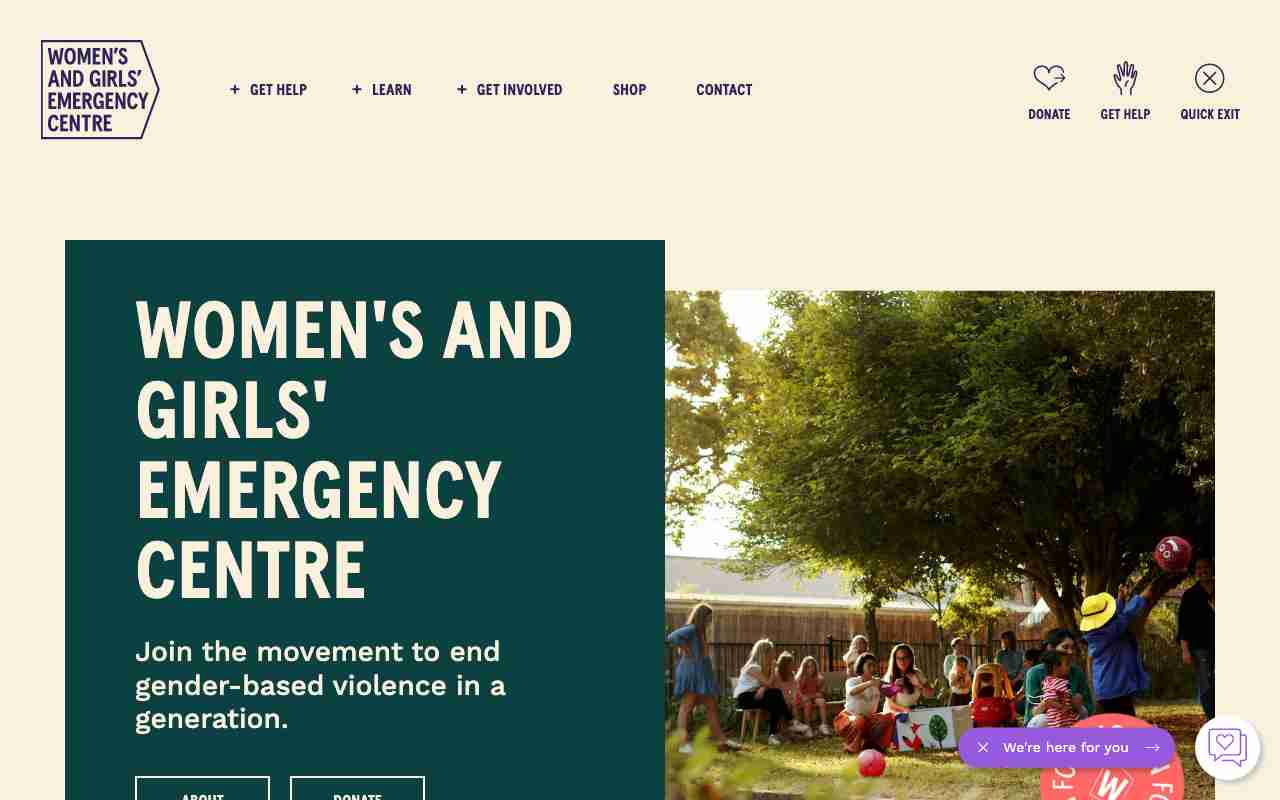 WOMEN'S
AND GIRLS'
EMERGENCY
CENTRE
+ GET HELP
+ LEARN
+ GET INVOLVED
SHOP
CONTACT
DONATE
GET HELP
QUICK EXIT
WOMEN'S AND
GIRLS'
EMERGENCY
CENTRE
Join the movement to end
gender-based violence in a
generation.
ABOUT
DONATE
We're here for you